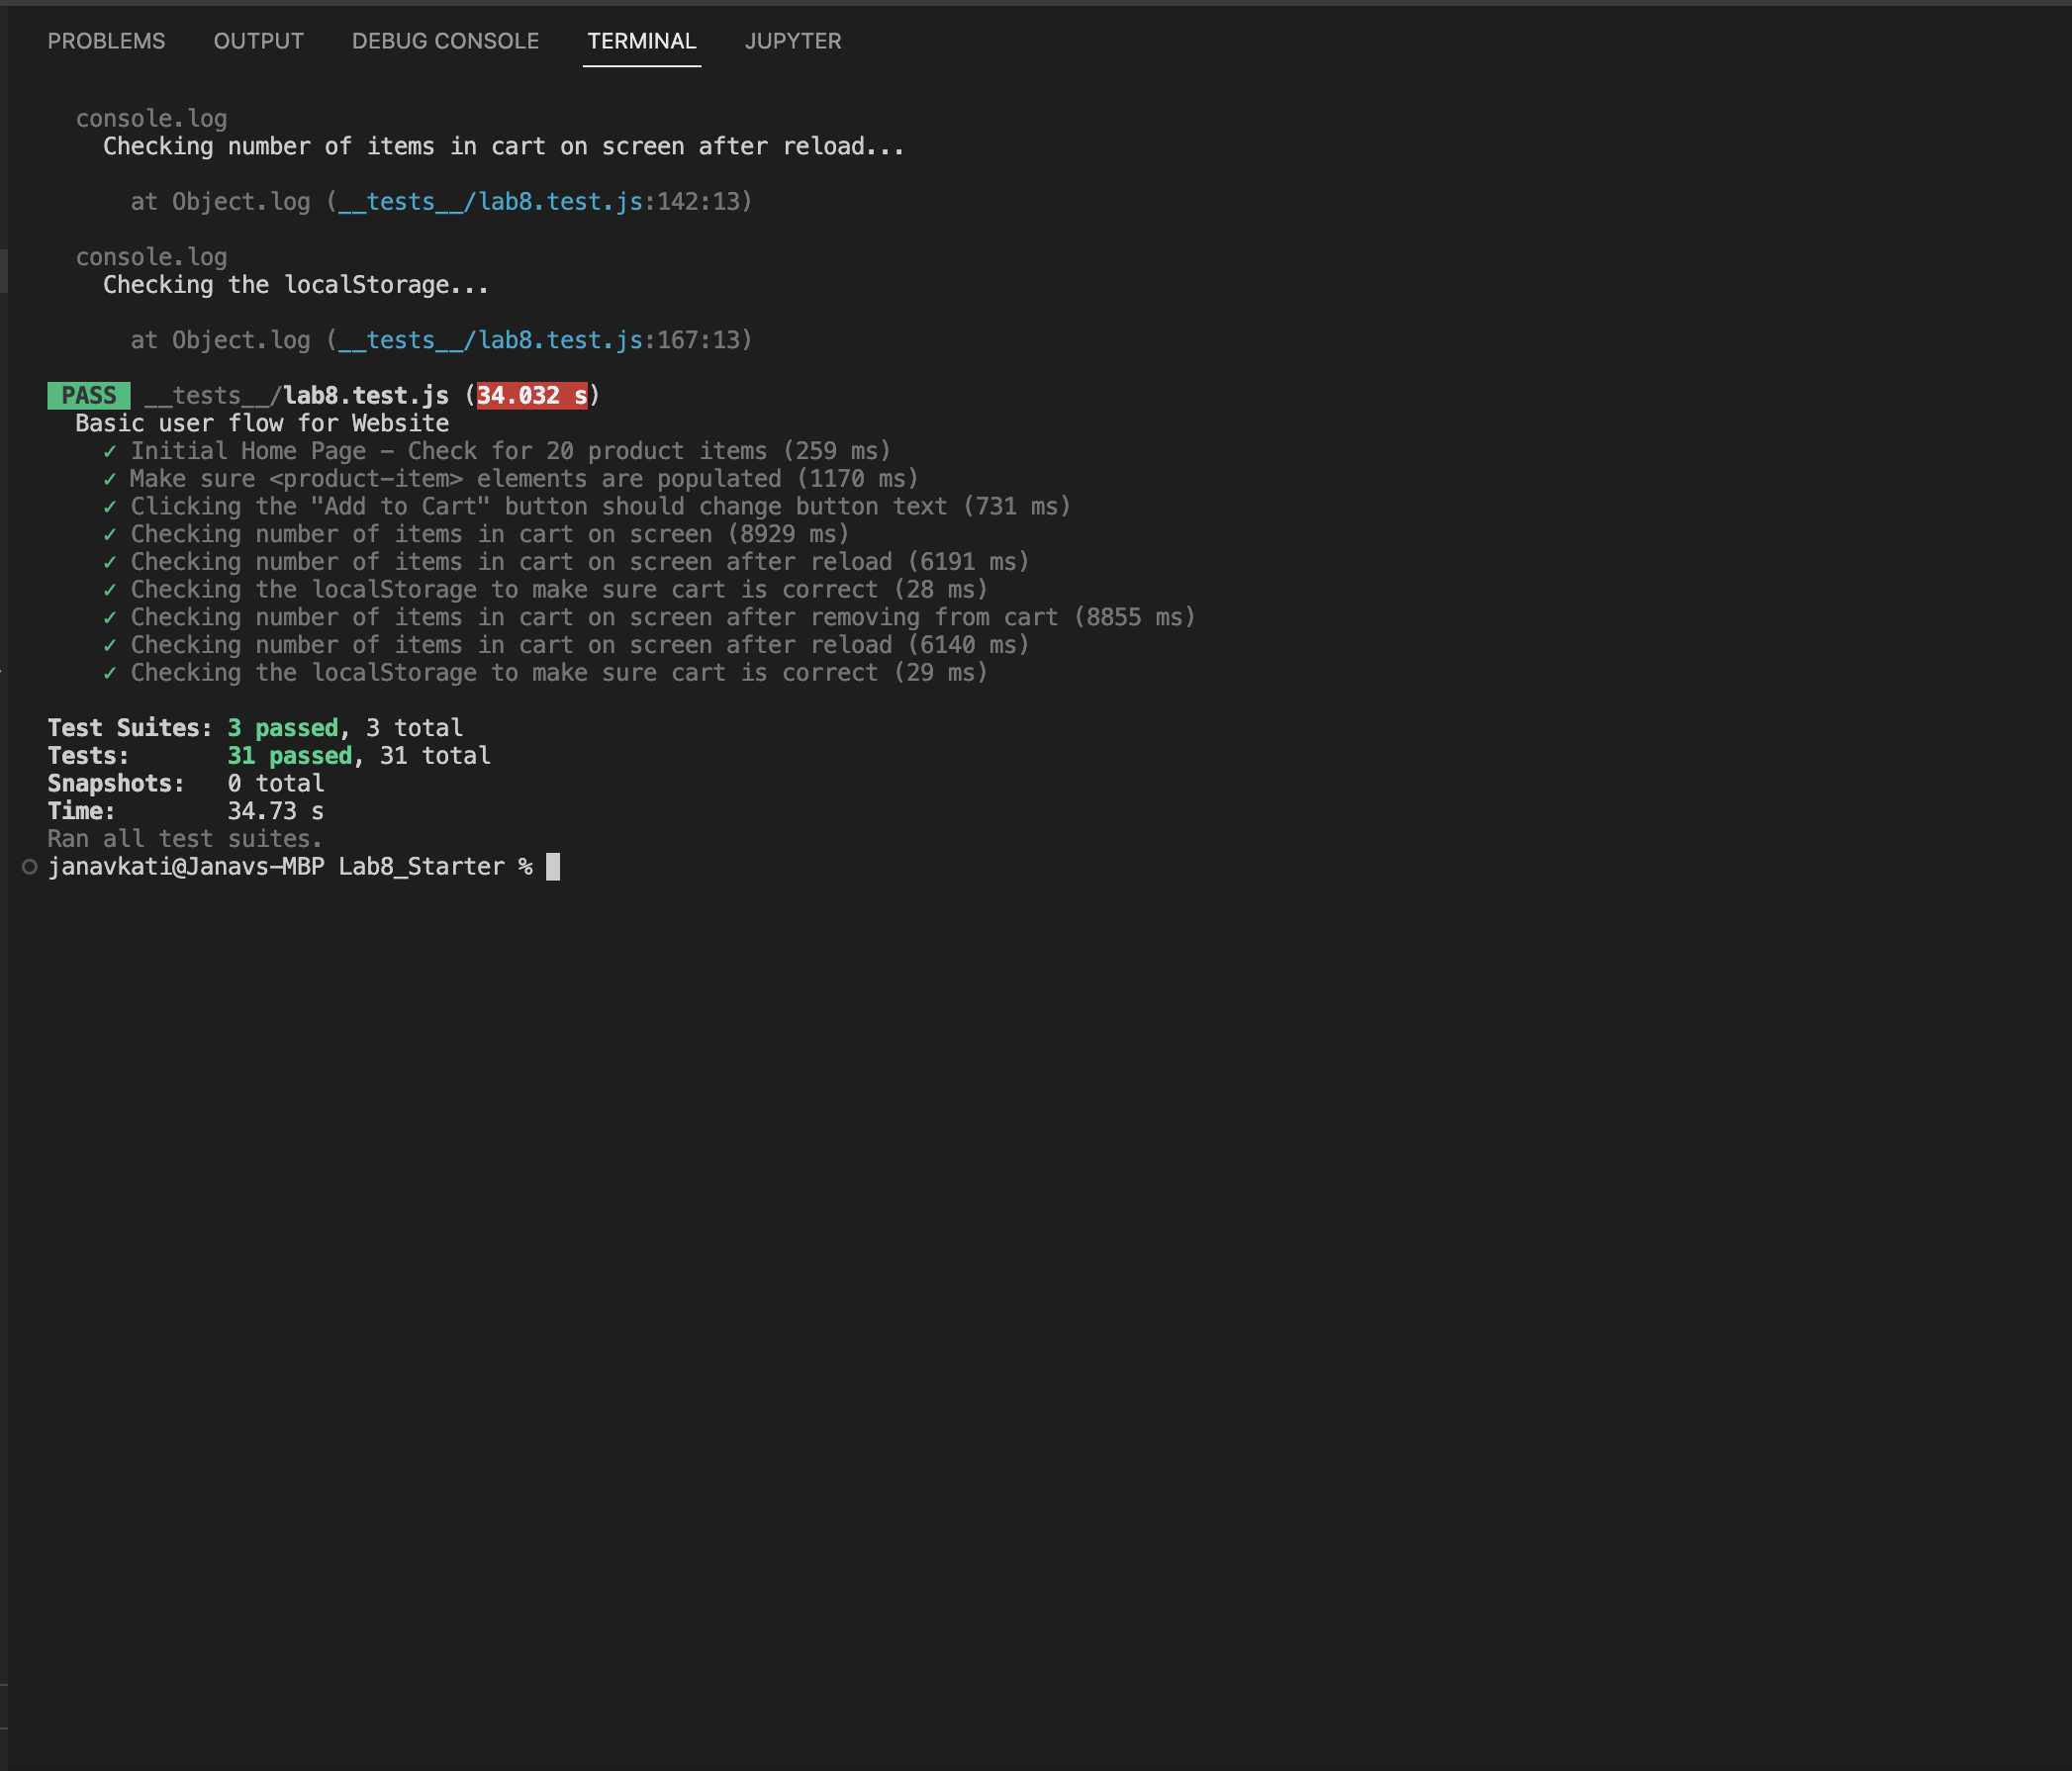 PROBLEMS OUTPUT DEBUG CONSOLE TERMINAL JUPYTER
console.log
Checking number of items in cart on screen after reload...
at Object.log (__tests__/lab8.test.js:142:13)
console.log
Checking the localStorage...
at Object.log (__tests__/lab8.test.js:167:13)
PASS __tests__/lab8.test.js (34.032 s)
Basic user flow for Website
✓ Initial Home Page – Check for 20 product items (259 ms)
✓ Make sure <product-item> elements are populated (1170 ms)
✓ Clicking the "Add to Cart" button should change button text (731 ms)
✓ Checking number of items in cart on screen (8929 ms)
✓ Checking number of items in cart on screen after reload (6191 ms)
✓ Checking the localStorage to make sure cart is correct (28 ms)
✓ Checking number of items in cart on screen after removing from cart (8855 ms)
✓ Checking number of items in cart on screen after reload (6140 ms)
✓ Checking the localStorage to make sure cart is correct (29 ms)
Test Suites: 3 passed, 3 total
Tests: 31 passed, 31 total
Snapshots: 0 total
Time: 34.73 s
Ran all test suites.
janavkati@Janavs-MBP Lab8_Starter %